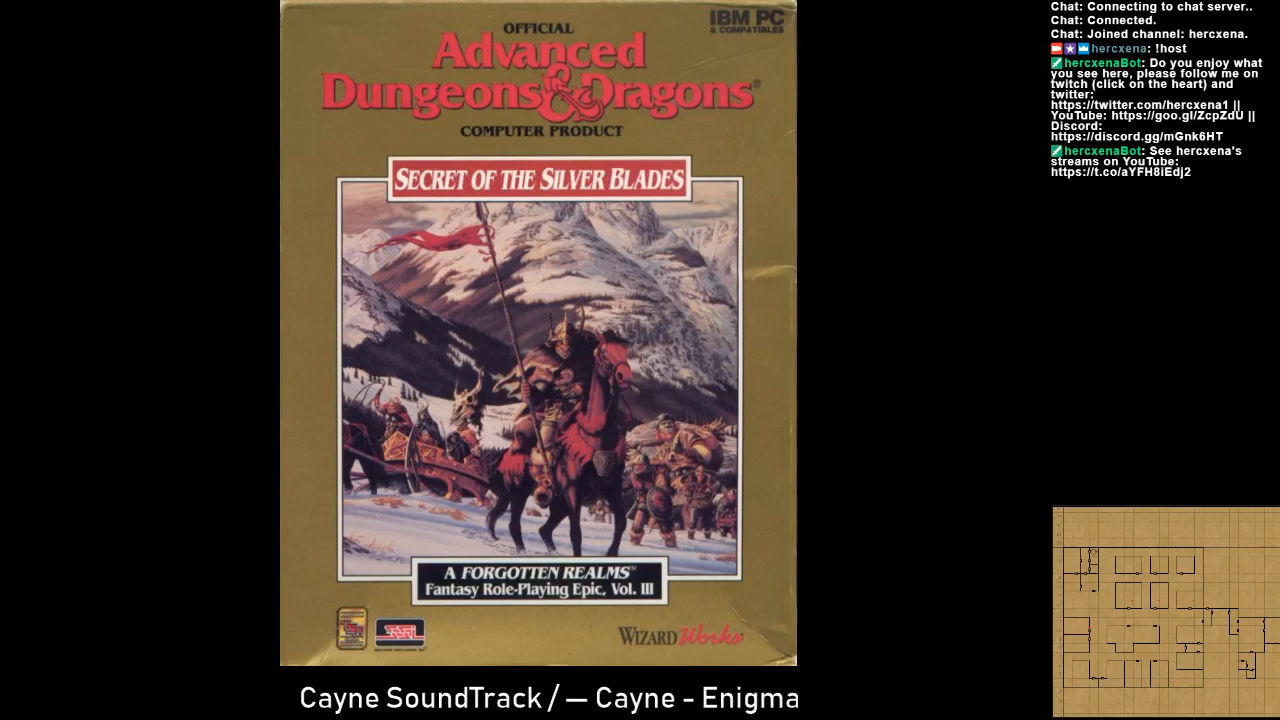 OFFICIAL
Advanced
Dungeons & Dragons®
COMPUTER PRODUCT
IBM PC
& COMPATIBLES
SECRET OF THE SILVER BLADES
A FORGOTTEN REALMS™
Fantasy Role-Playing Epic, Vol. III
SSI
WIZARDWorks
Cayne SoundTrack / — Cayne - Enigma
Chat: Connecting to chat server..
Chat: Connected.
Chat: Joined channel: hercxena.
hercxena: !host
hercxenaBot: Do you enjoy what
you see here, please follow me on
twitch (click on the heart) and
twitter:
https://twitter.com/hercxena1 ||
YouTube: https://goo.gl/ZcpZdU ||
Discord:
https://discord.gg/mGnk6HT
hercxenaBot: See hercxena's
streams on YouTube:
https://t.co/aYFH8iEdj2